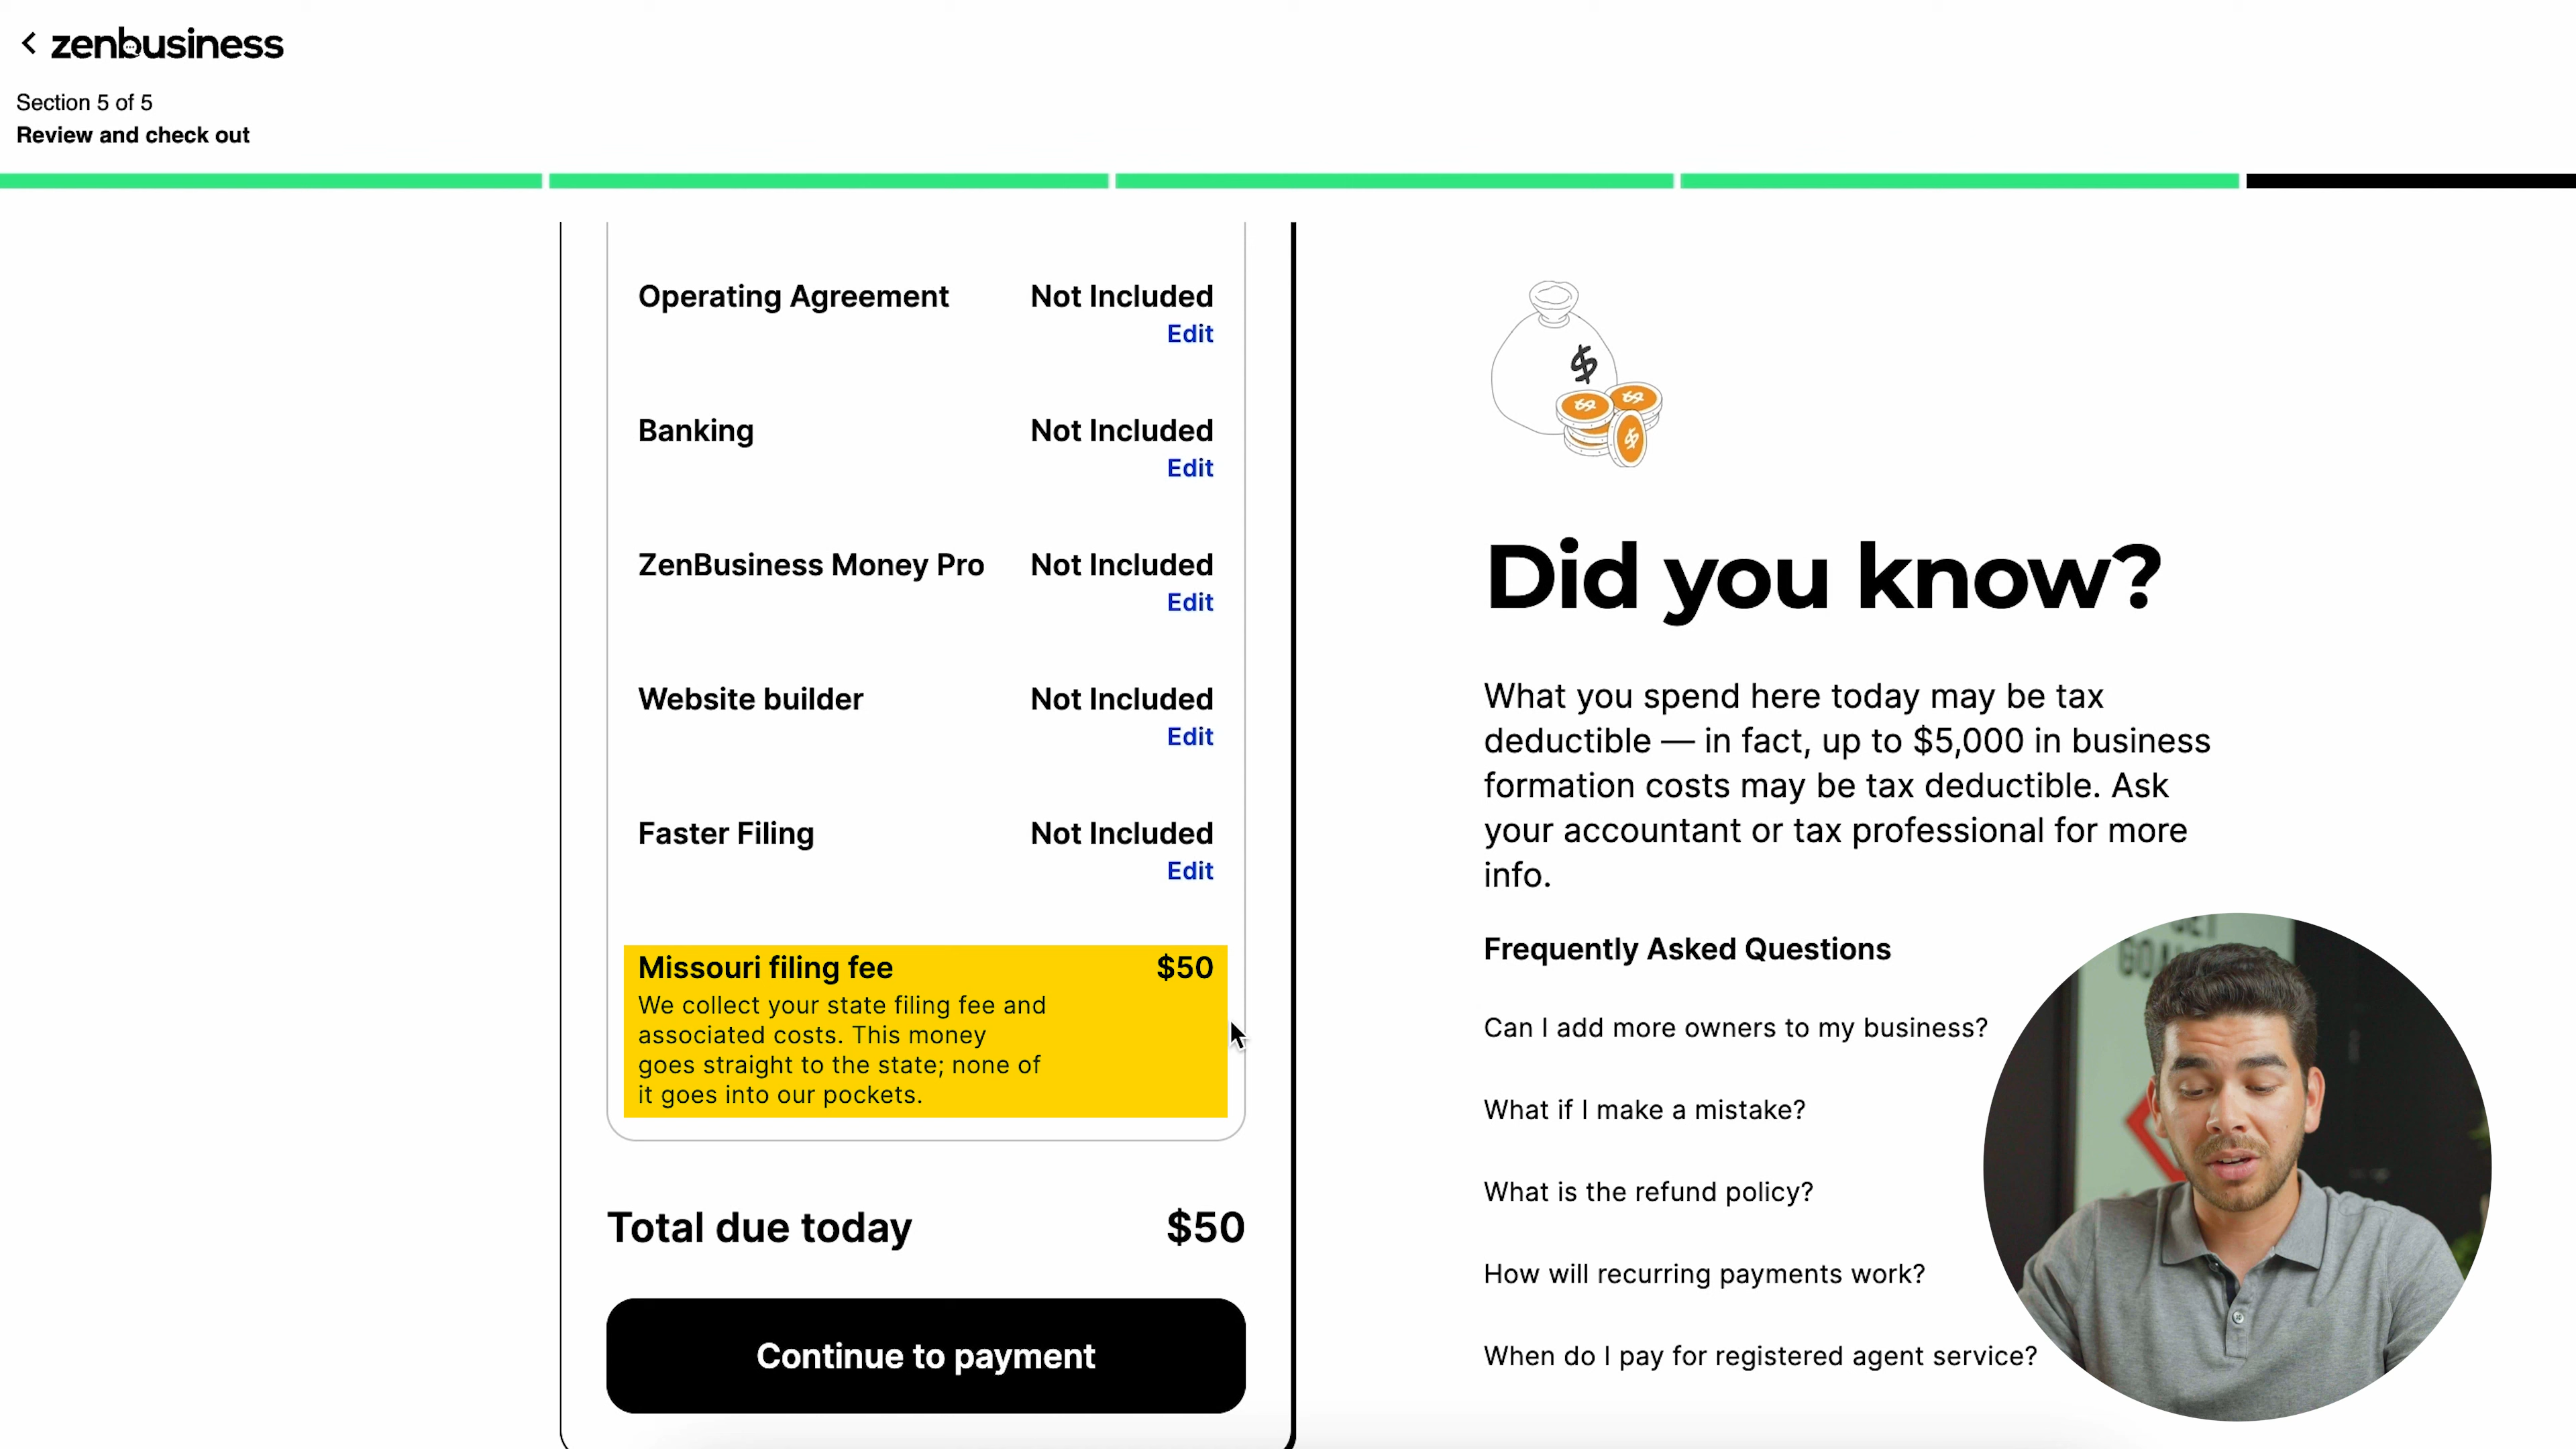 zenbusiness
Section 5 of 5
Review and check out
Operating Agreement Not Included
Edit
Banking Not Included
Edit
ZenBusiness Money Pro Not Included
Edit
Website builder Not Included
Edit
Faster Filing Not Included
Edit
Missouri filing fee $50
We collect your state filing fee and
associated costs. This money
goes straight to the state; none of
it goes into our pockets.
Total due today $50
Continue to payment
$
Did you know?
What you spend here today may be tax
deductible — in fact, up to $5,000 in business
formation costs may be tax deductible. Ask
your accountant or tax professional for more
info.
Frequently Asked Questions
Can I add more owners to my business?
What if I make a mistake?
What is the refund policy?
How will recurring payments work?
When do I pay for registered agent service?